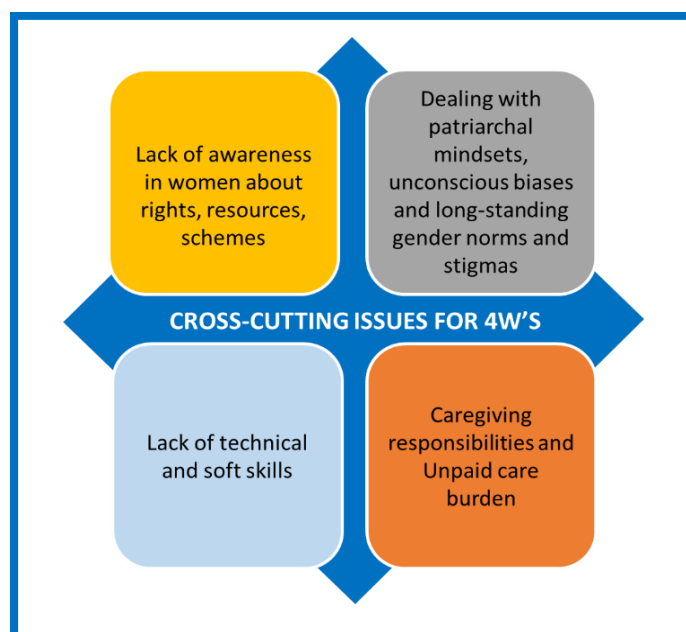 Lack of awareness
in women about
rights, resources,
schemes
Dealing with
patriarchal
mindsets,
unconscious biases
and long-standing
gender norms and
stigmas
CROSS-CUTTING ISSUES FOR 4W'S
Lack of technical
and soft skills
Caregiving
responsibilities and
Unpaid care
burden